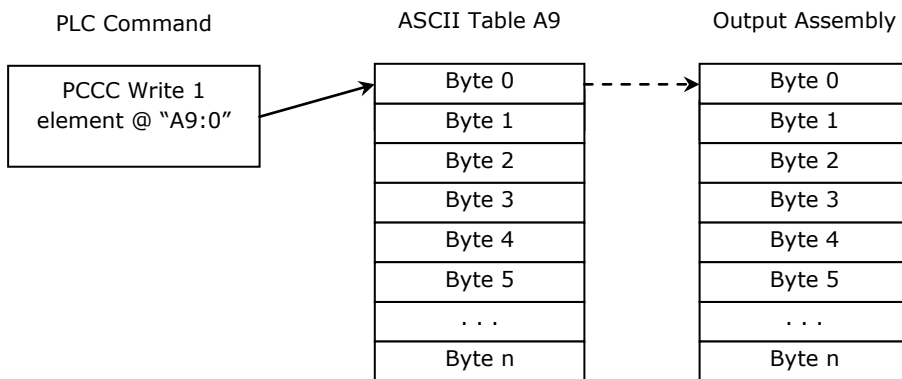 PLC Command
PCCC Write 1
element @ “A9:0”
ASCII Table A9
Byte 0
Byte 1
Byte 2
Byte 3
Byte 4
Byte 5
. . .
Byte n
Output Assembly
Byte 0
Byte 1
Byte 2
Byte 3
Byte 4
Byte 5
. . .
Byte n